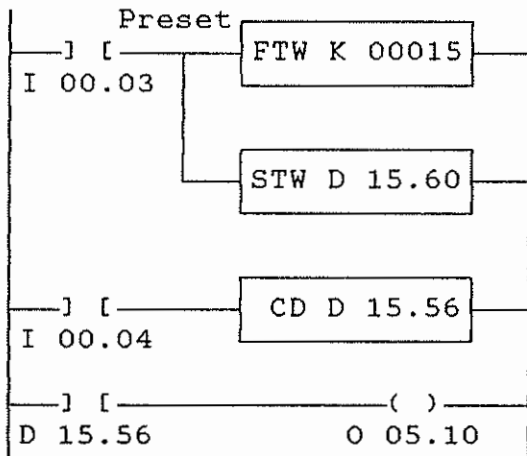 Preset
] [ FTW K 00015
I 00.03
STW D 15.60
] [ CD D 15.56
I 00.04
] [ ( )
D 15.56 O 05.10